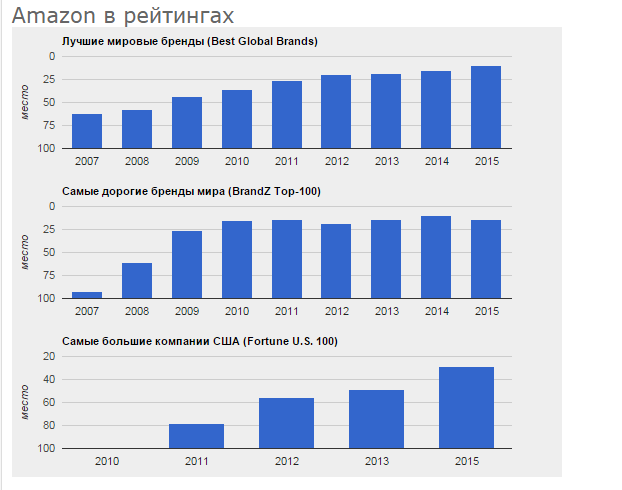 Amazon в рейтингах
Лучшие мировые бренды (Best Global Brands)
0
25
50
75
100
место
2007 2008 2009 2010 2011 2012 2013 2014 2015
Самые дорогие бренды мира (BrandZ Top-100)
0
25
50
75
100
место
2007 2008 2009 2010 2011 2012 2013 2014 2015
Самые большие компании США (Fortune U.S. 100)
20
40
60
80
100
место
2010 2011 2012 2013 2015